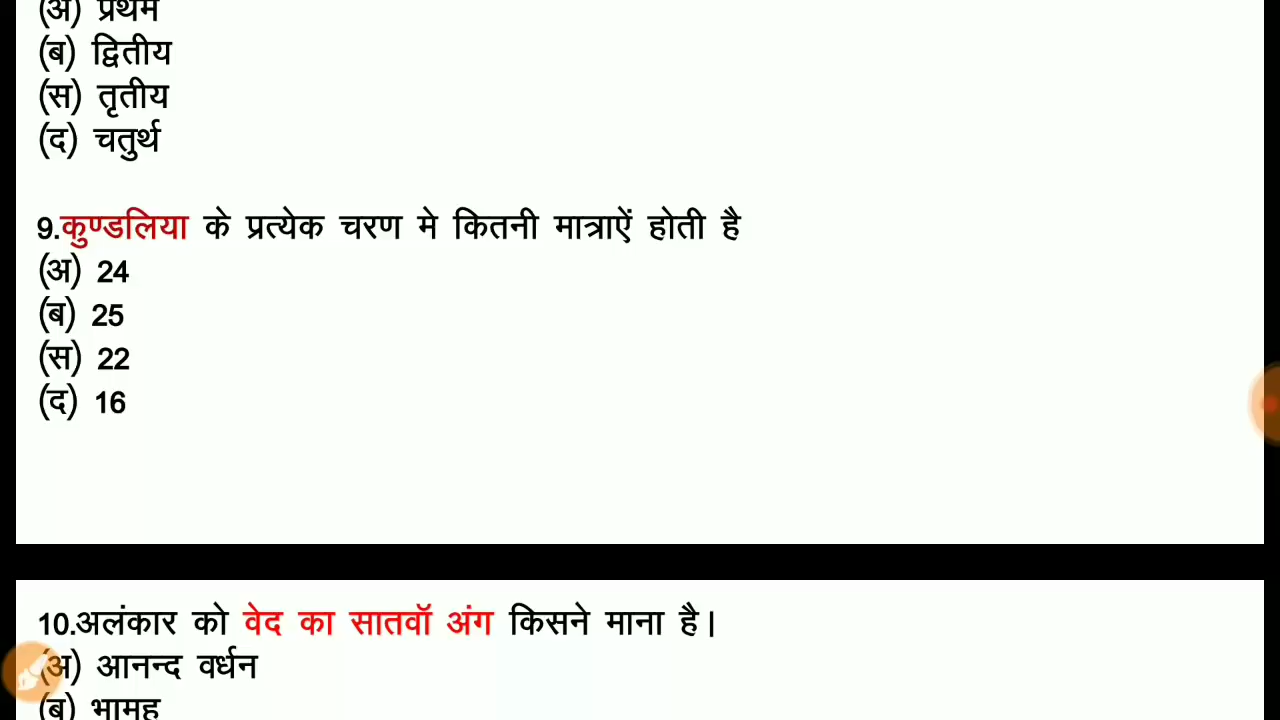 (अ) प्रथम
(ब) द्वितीय
(स) तृतीय
(द) चतुर्थ
9.कुण्डलिया के प्रत्येक चरण मे कितनी मात्राऐं होती है
(अ) 24
(ब) 25
(स) 22
(द) 16
10.अलंकार को वेद का सातवॉ अंग किसने माना है।
(अ) आनन्द वर्धन
(ब) भामह